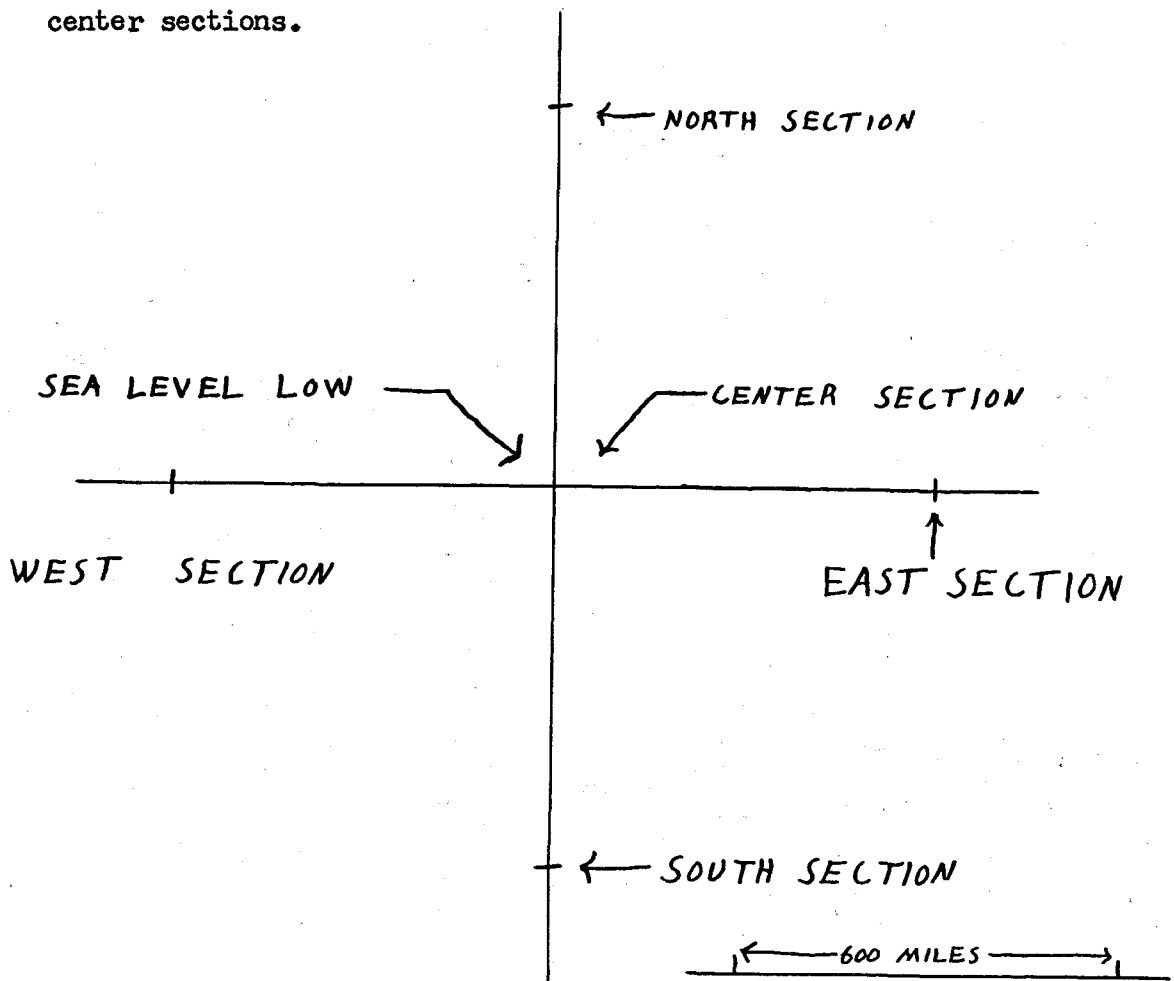 center sections.
NORTH SECTION
SEA LEVEL LOW
CENTER SECTION
WEST SECTION
EAST SECTION
SOUTH SECTION
600 MILES